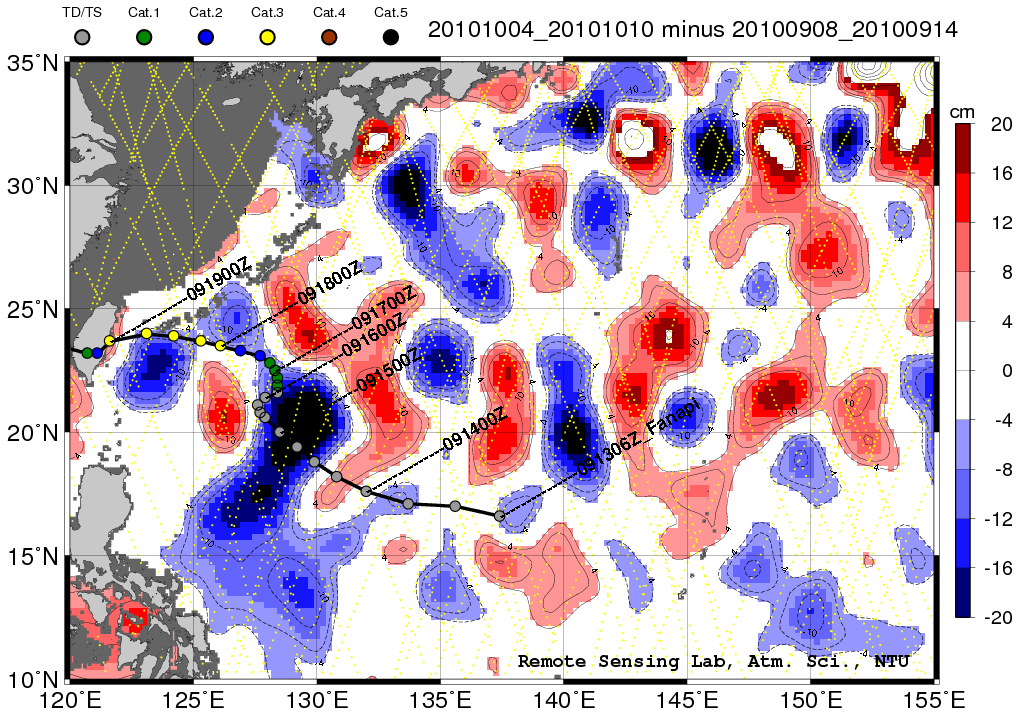 TD/TS Cat.1 Cat.2 Cat.3 Cat.4 Cat.5
20101004_20101010 minus 20100908_20100914
35°N
30°N
25°N
20°N
15°N
10°N
cm
20
16
12
8
4
0
-4
-8
-12
-16
-20
091900Z
091800Z
091700Z
091600Z
091500Z
091400Z
091306Z_Fanapi
Remote Sensing Lab, Atm. Sci., NTU
120°E 125°E 130°E 135°E 140°E 145°E 150°E 155°E